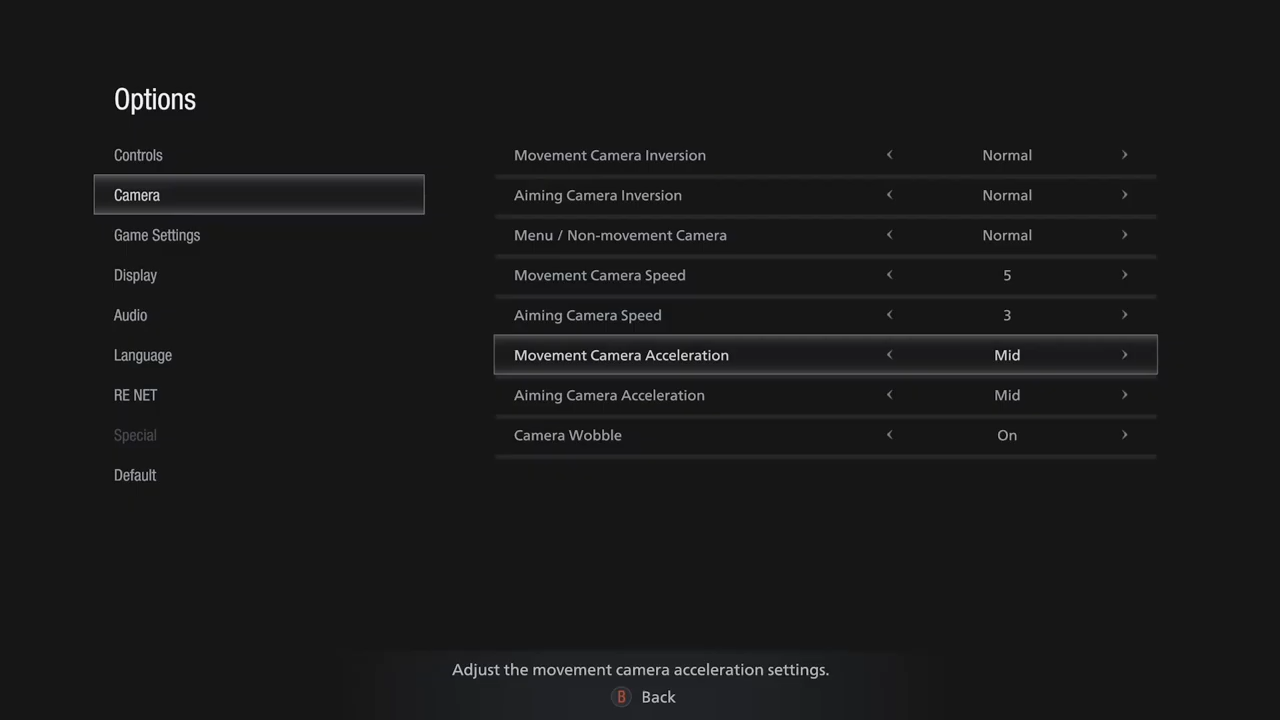 Options
Controls
Camera
Game Settings
Display
Audio
Language
RE NET
Special
Default
Movement Camera Inversion Normal
Aiming Camera Inversion Normal
Menu / Non-movement Camera Normal
Movement Camera Speed 5
Aiming Camera Speed 3
Movement Camera Acceleration Mid
Aiming Camera Acceleration Mid
Camera Wobble On
Adjust the movement camera acceleration settings.
B Back